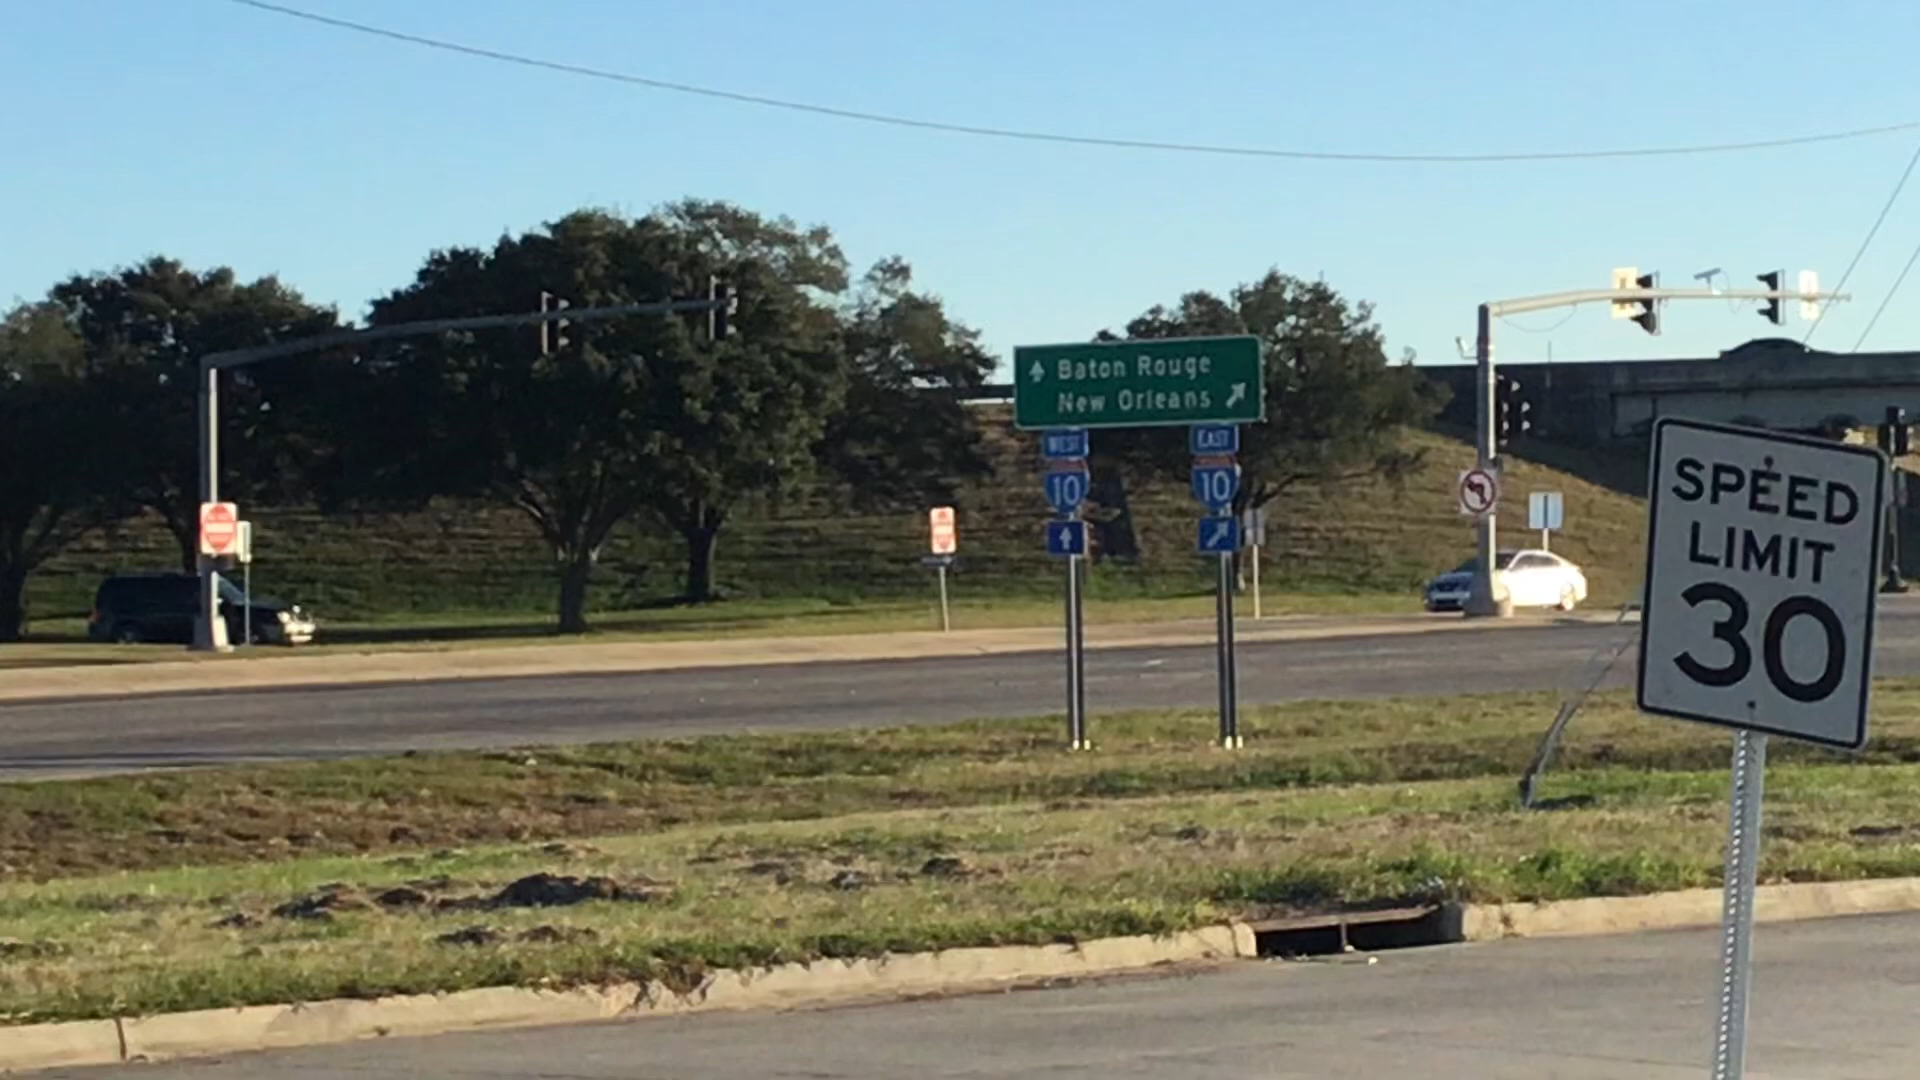 Baton Rouge
New Orleans
WEST
EAST
10
10
SPEED
LIMIT
30